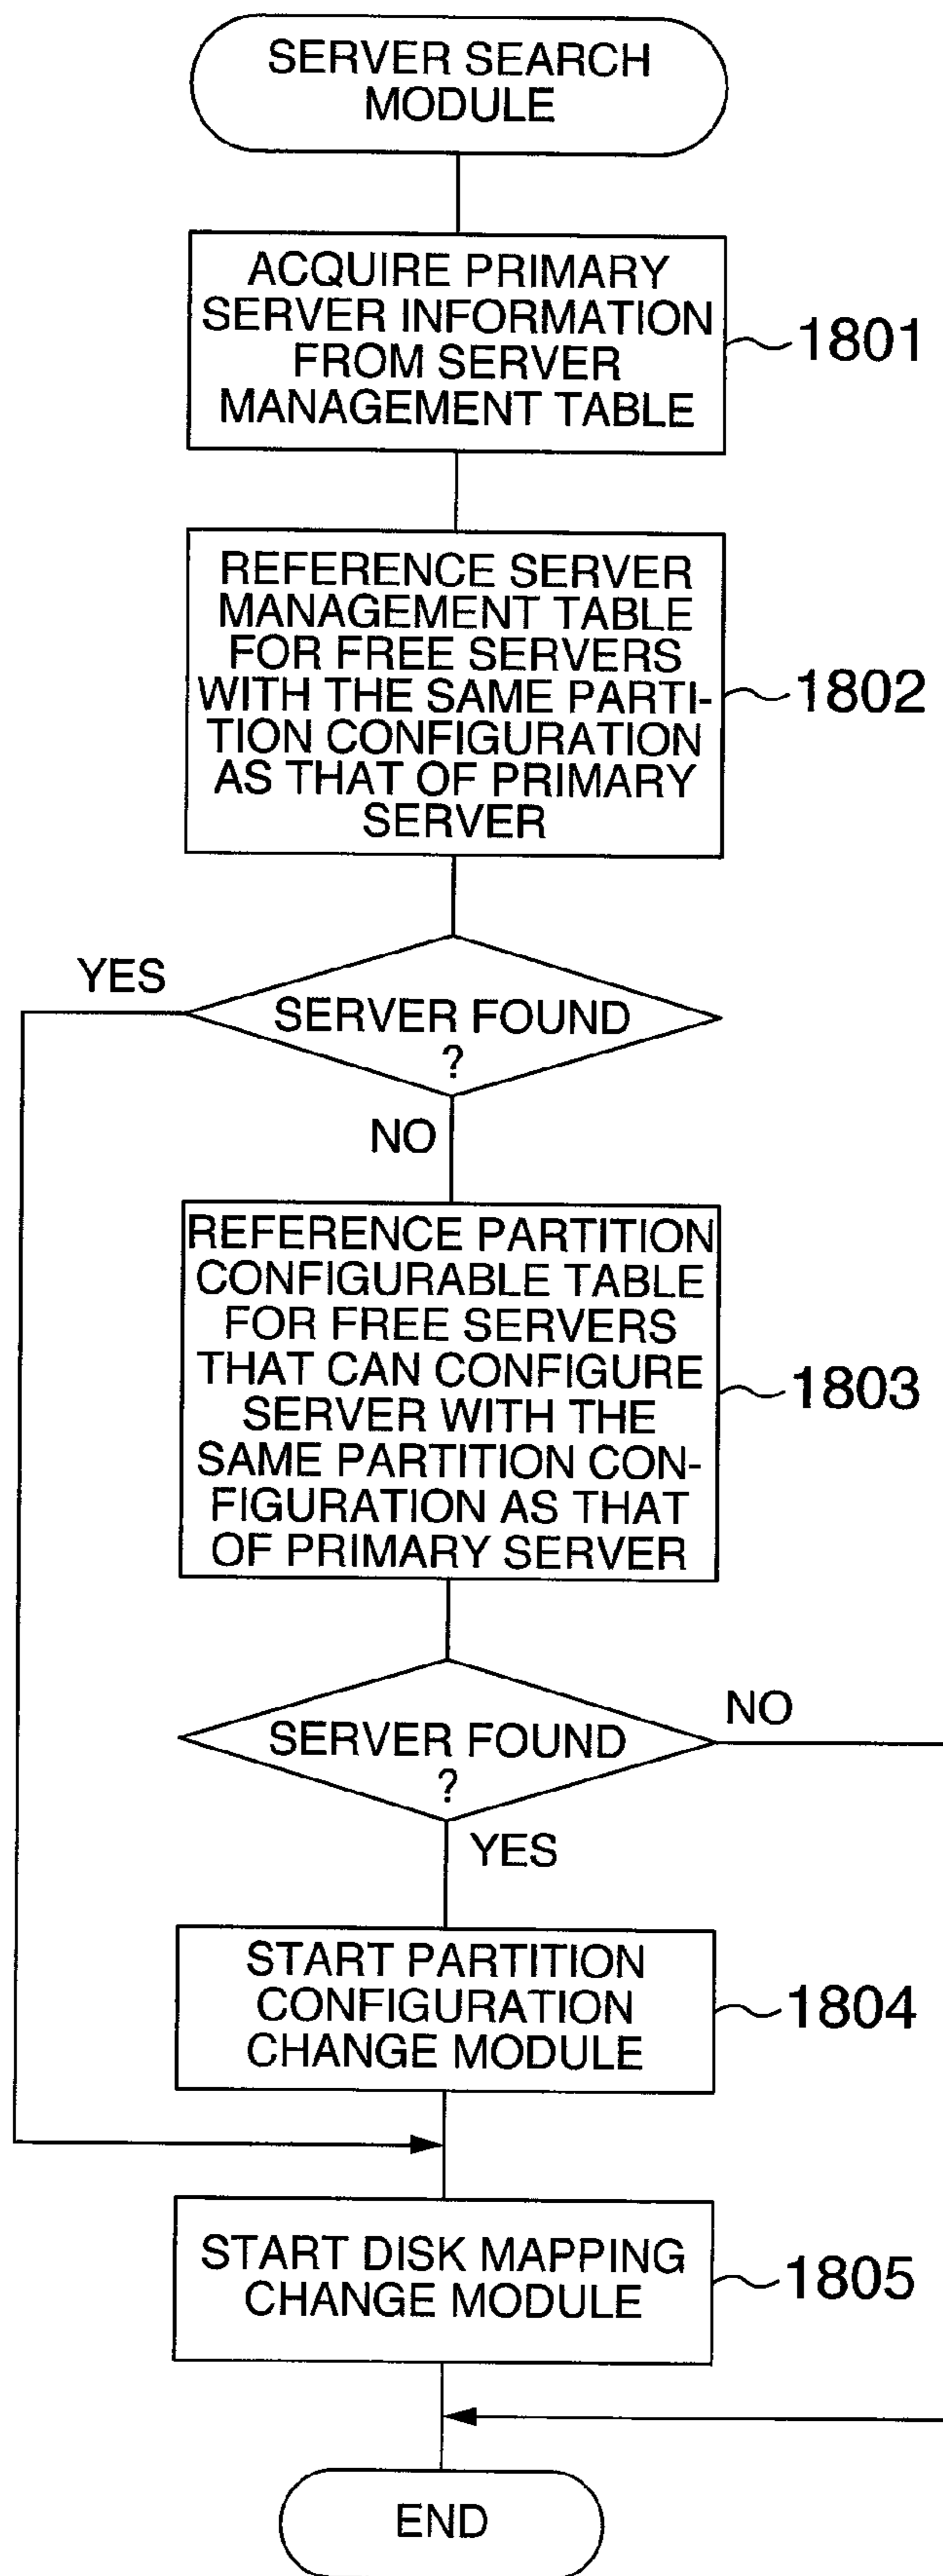 SERVER SEARCH
MODULE
ACQUIRE PRIMARY
SERVER INFORMATION
FROM SERVER
MANAGEMENT TABLE
1801
REFERENCE SERVER
MANAGEMENT TABLE
FOR FREE SERVERS
WITH THE SAME PARTI-
TION CONFIGURATION
AS THAT OF PRIMARY
SERVER
1802
YES
SERVER FOUND
?
NO
REFERENCE PARTITION
CONFIGURABLE TABLE
FOR FREE SERVERS
THAT CAN CONFIGURE
SERVER WITH THE
SAME PARTITION CON-
FIGURATION AS THAT
OF PRIMARY SERVER
1803
NO
SERVER FOUND
?
YES
START PARTITION
CONFIGURATION
CHANGE MODULE
1804
START DISK MAPPING
CHANGE MODULE
1805
END